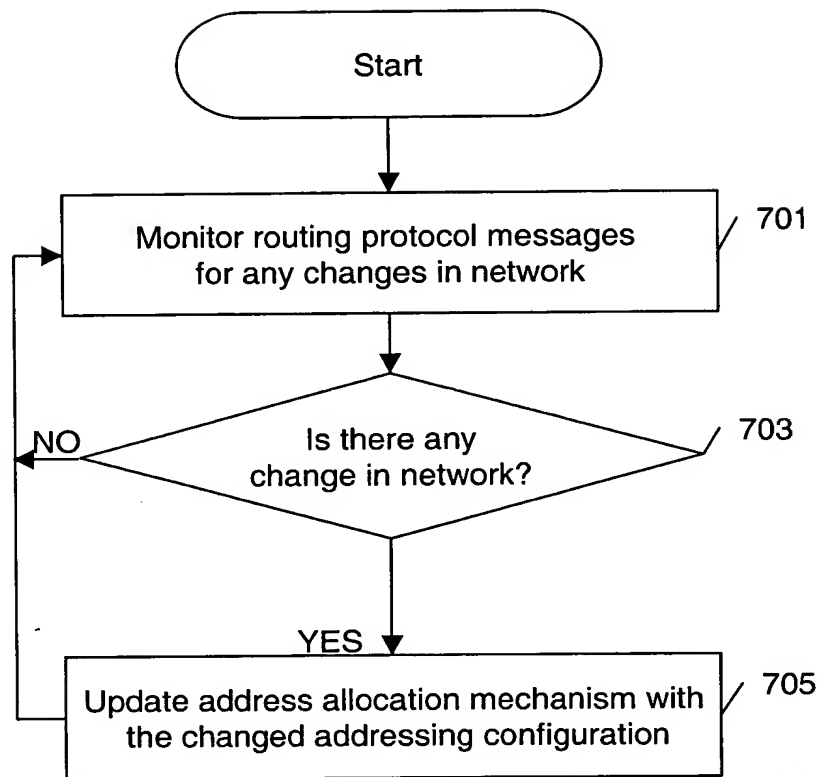 Start
Monitor routing protocol messages
for any changes in network
701
Is there any
change in network?
703
NO
YES
Update address allocation mechanism with
the changed addressing configuration
705